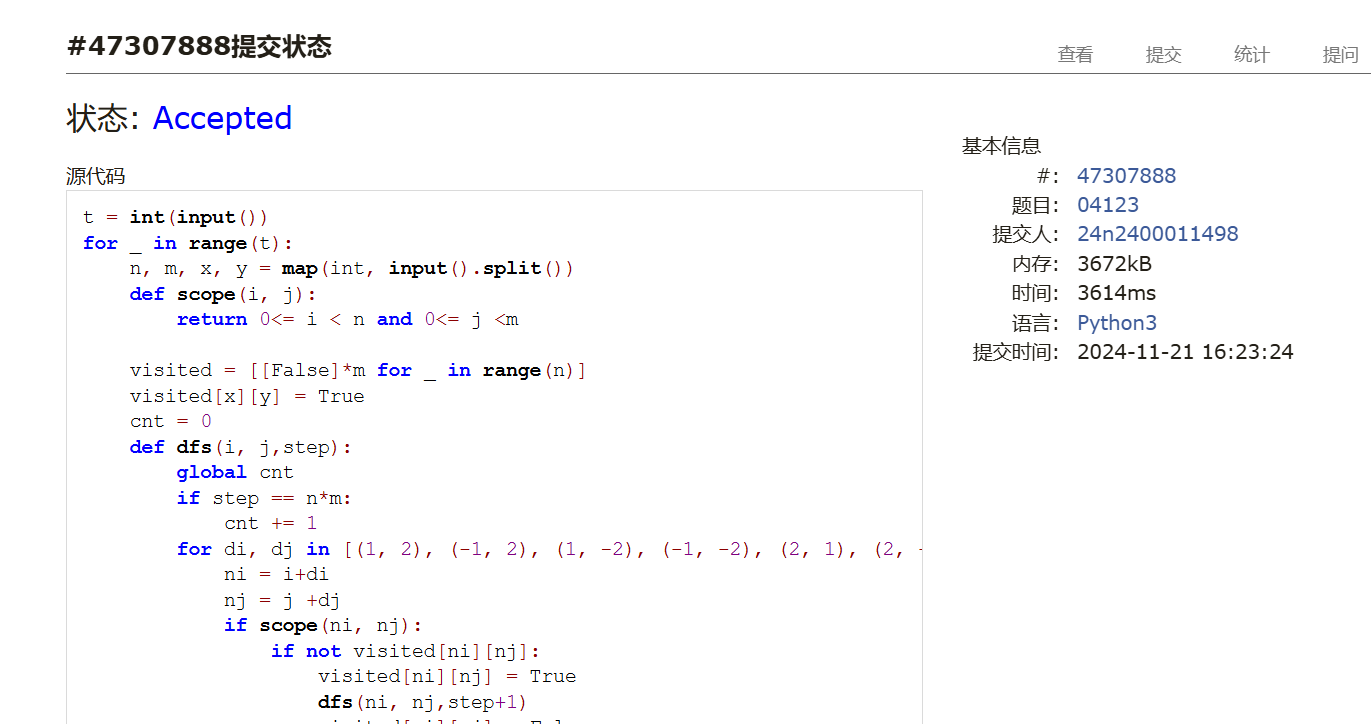 #47307888提交状态
查看 提交 统计 提问
状态: Accepted
源代码
t = int(input())
for _ in range(t):
    n, m, x, y = map(int, input().split())
    def scope(i, j):
        return 0<= i < n and 0<= j <m

    visited = [[False]*m for _ in range(n)]
    visited[x][y] = True
    cnt = 0
    def dfs(i, j,step):
        global cnt
        if step == n*m:
            cnt += 1
        for di, dj in [(1, 2), (-1, 2), (1, -2), (-1, -2), (2, 1), (2,
            ni = i+di
            nj = j +dj
            if scope(ni, nj):
                if not visited[ni][nj]:
                    visited[ni][nj] = True
                    dfs(ni, nj,step+1)
基本信息
#: 47307888
题目: 04123
提交人: 24n2400011498
内存: 3672kB
时间: 3614ms
语言: Python3
提交时间: 2024-11-21 16:23:24